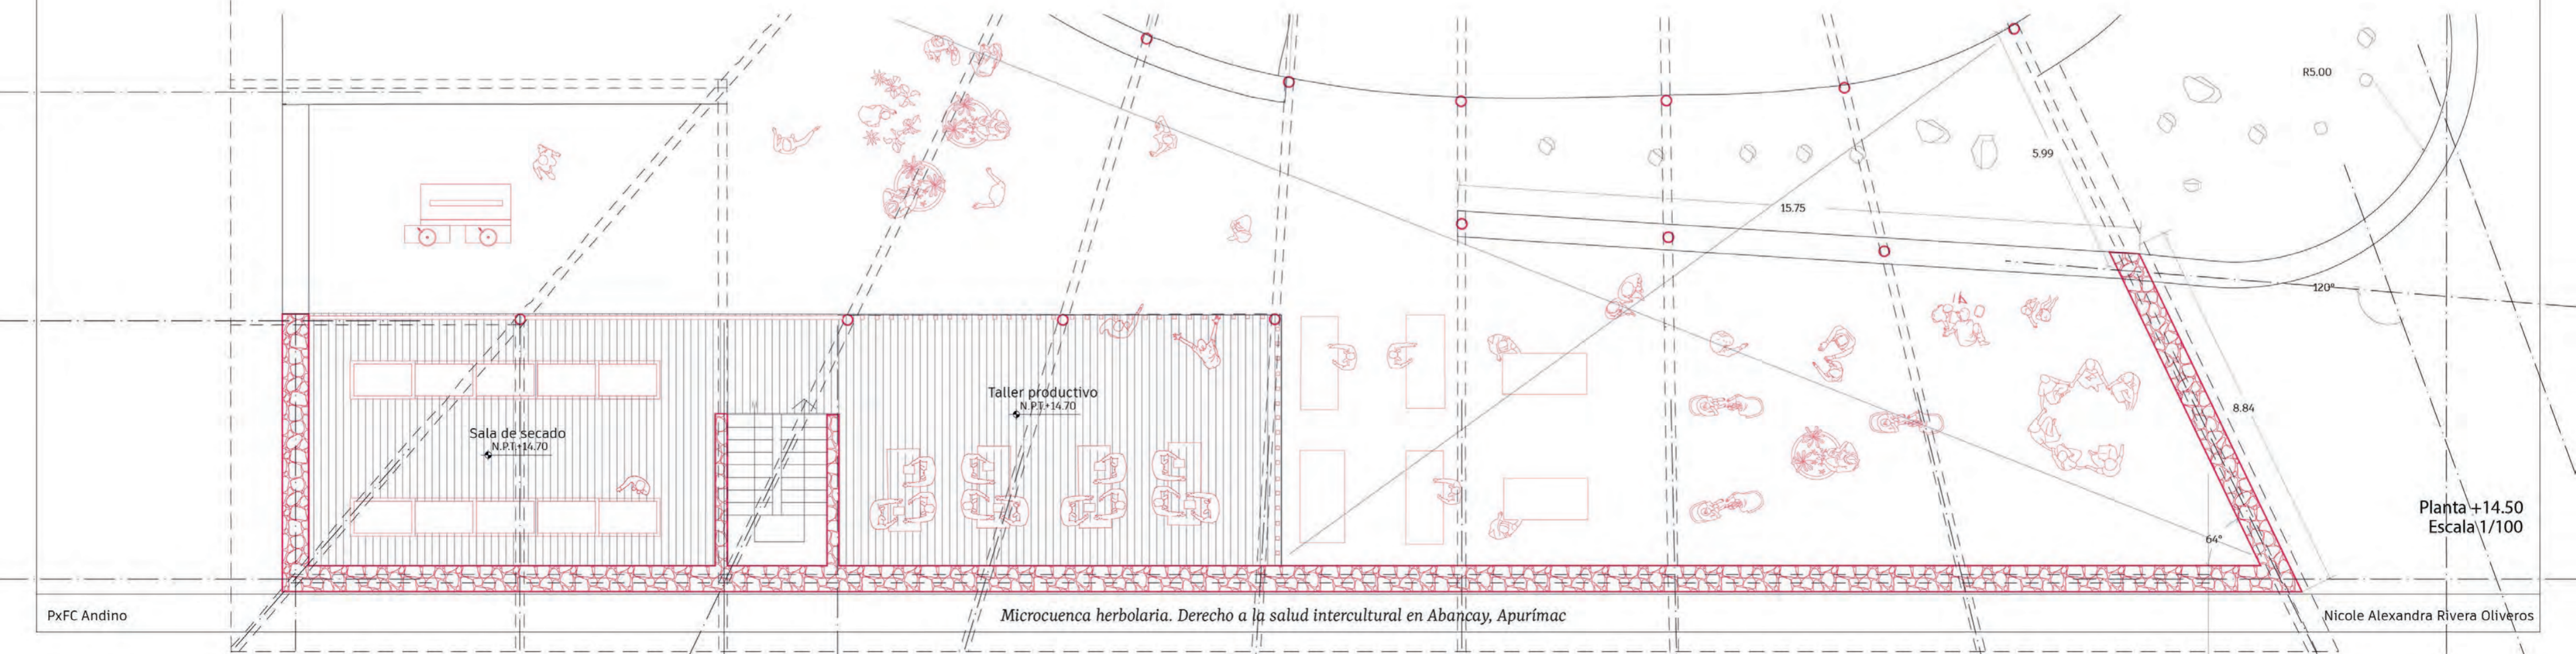 R5.00
5.99
15.75
120°
Taller productivo
N.P.T.+14.70
8.84
Sala de secado
N.P.T.+14.70
Planta +14.50
Escala 1/100
64°
PxFC Andino
Microcuenca herbolaria. Derecho a la salud intercultural en Abancay, Apurímac
Nicole Alexandra Rivera Oliveros